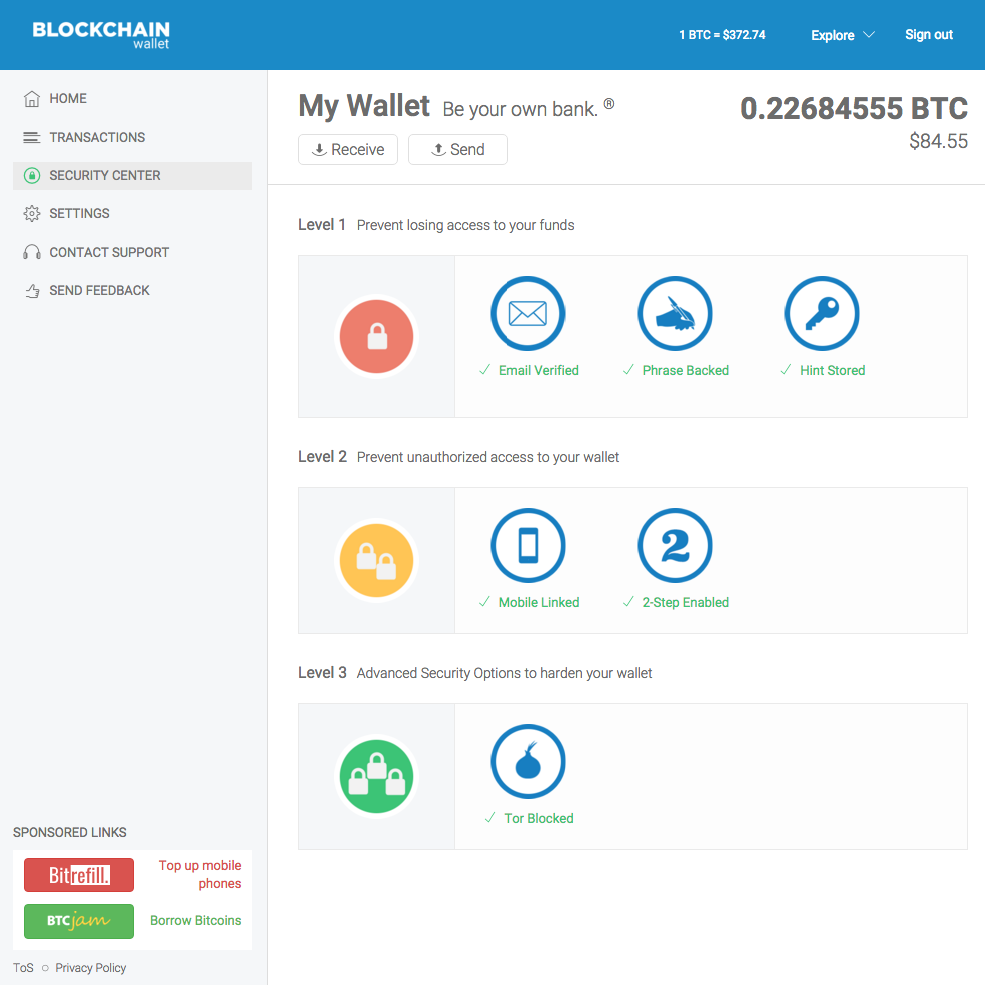 BLOCKCHAIN
wallet
1 BTC = $372.74
Explore
Sign out
HOME
TRANSACTIONS
SECURITY CENTER
SETTINGS
CONTACT SUPPORT
SEND FEEDBACK
My Wallet Be your own bank. ®
0.22684555 BTC
$84.55
Receive
Send
Level 1 Prevent losing access to your funds
Email Verified
Phrase Backed
Hint Stored
Level 2 Prevent unauthorized access to your wallet
2
Mobile Linked
2-Step Enabled
Level 3 Advanced Security Options to harden your wallet
Tor Blocked
SPONSORED LINKS
Bitrefill.
Top up mobile
phones
BTCjam
Borrow Bitcoins
ToS
Privacy Policy